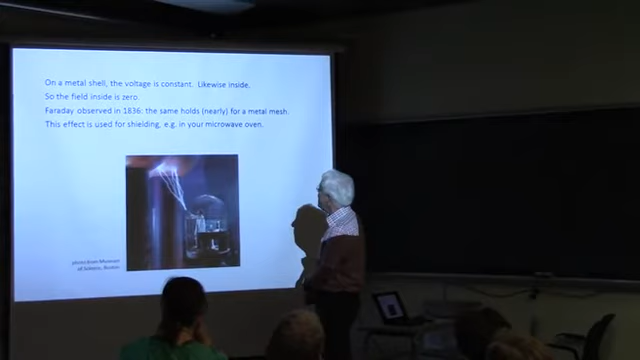 On a metal shell, the voltage is constant. Likewise inside.
So the field inside is zero.
Faraday observed in 1836: the same holds (nearly) for a metal mesh.
This effect is used for shielding, e.g. in your microwave oven.
photo from Museum
of Science, Boston